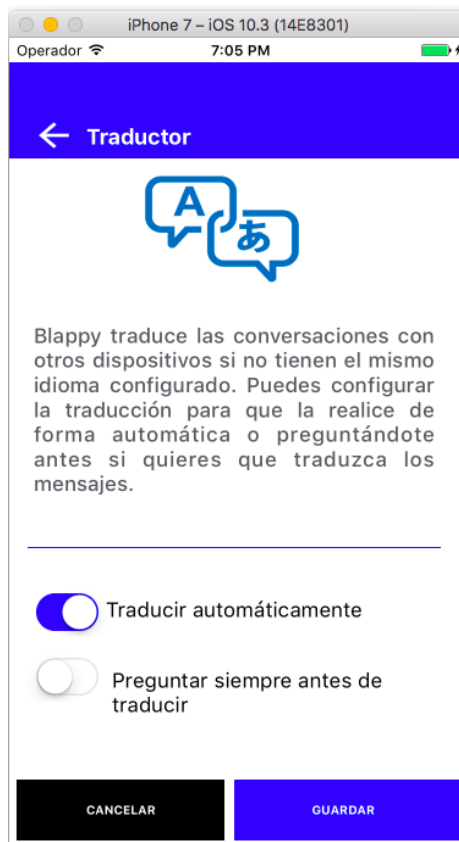 iPhone 7 – iOS 10.3 (14E8301)
Operador 7:05 PM
Traductor
A あ
Blappy traduce las conversaciones con
otros dispositivos si no tienen el mismo
idioma configurado. Puedes configurar
la traducción para que la realice de
forma automática o preguntándote
antes si quieres que traduzca los
mensajes.
Traducir automáticamente
Preguntar siempre antes de
traducir
CANCELAR GUARDAR